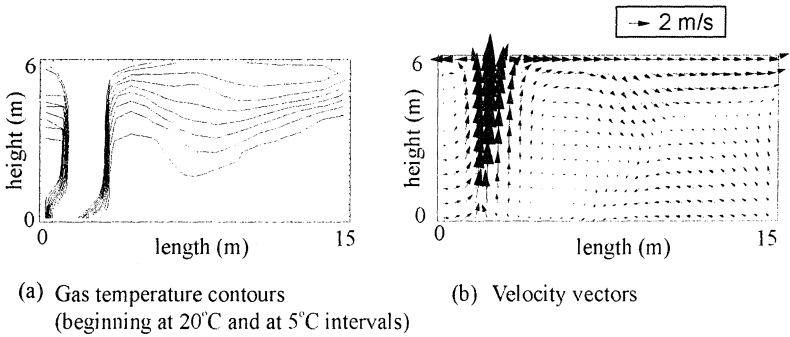 2 m/s
6
height (m)
0
0
length (m)
15
6
height (m)
0
0
length (m)
15
(a) Gas temperature contours
(beginning at 20°C and at 5°C intervals)
(b) Velocity vectors